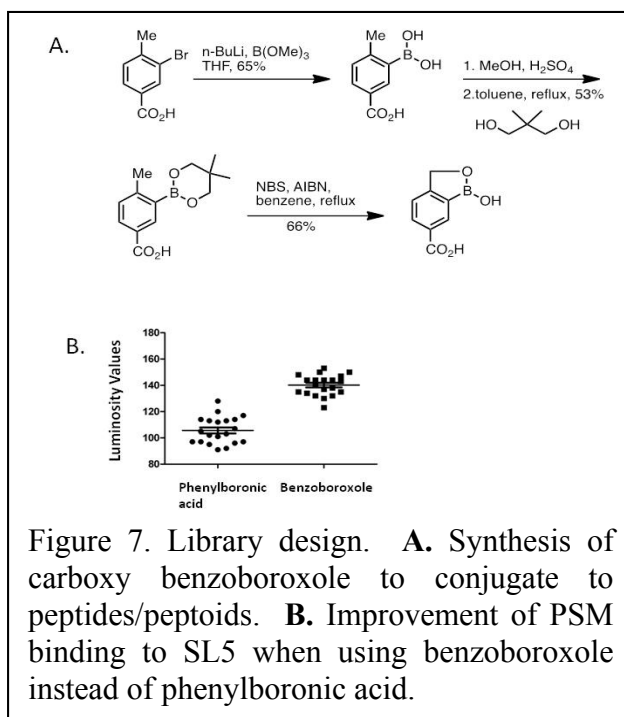 A.
Me
Br
CO₂H
n-BuLi, B(OMe)₃
THF, 65%
Me
OH
B
OH
CO₂H
1. MeOH, H₂SO₄
2.toluene, reflux, 53%
HO
OH
Me
O
B
O
CO₂H
NBS, AIBN,
benzene, reflux
66%
O
B
OH
CO₂H
B.
Luminosity Values
180
160
140
120
100
80
Phenylboronic
acid
Benzoboroxole
Figure 7. Library design. A. Synthesis of
carboxy benzoboroxole to conjugate to
peptides/peptoids. B. Improvement of PSM
binding to SL5 when using benzoboroxole
instead of phenylboronic acid.